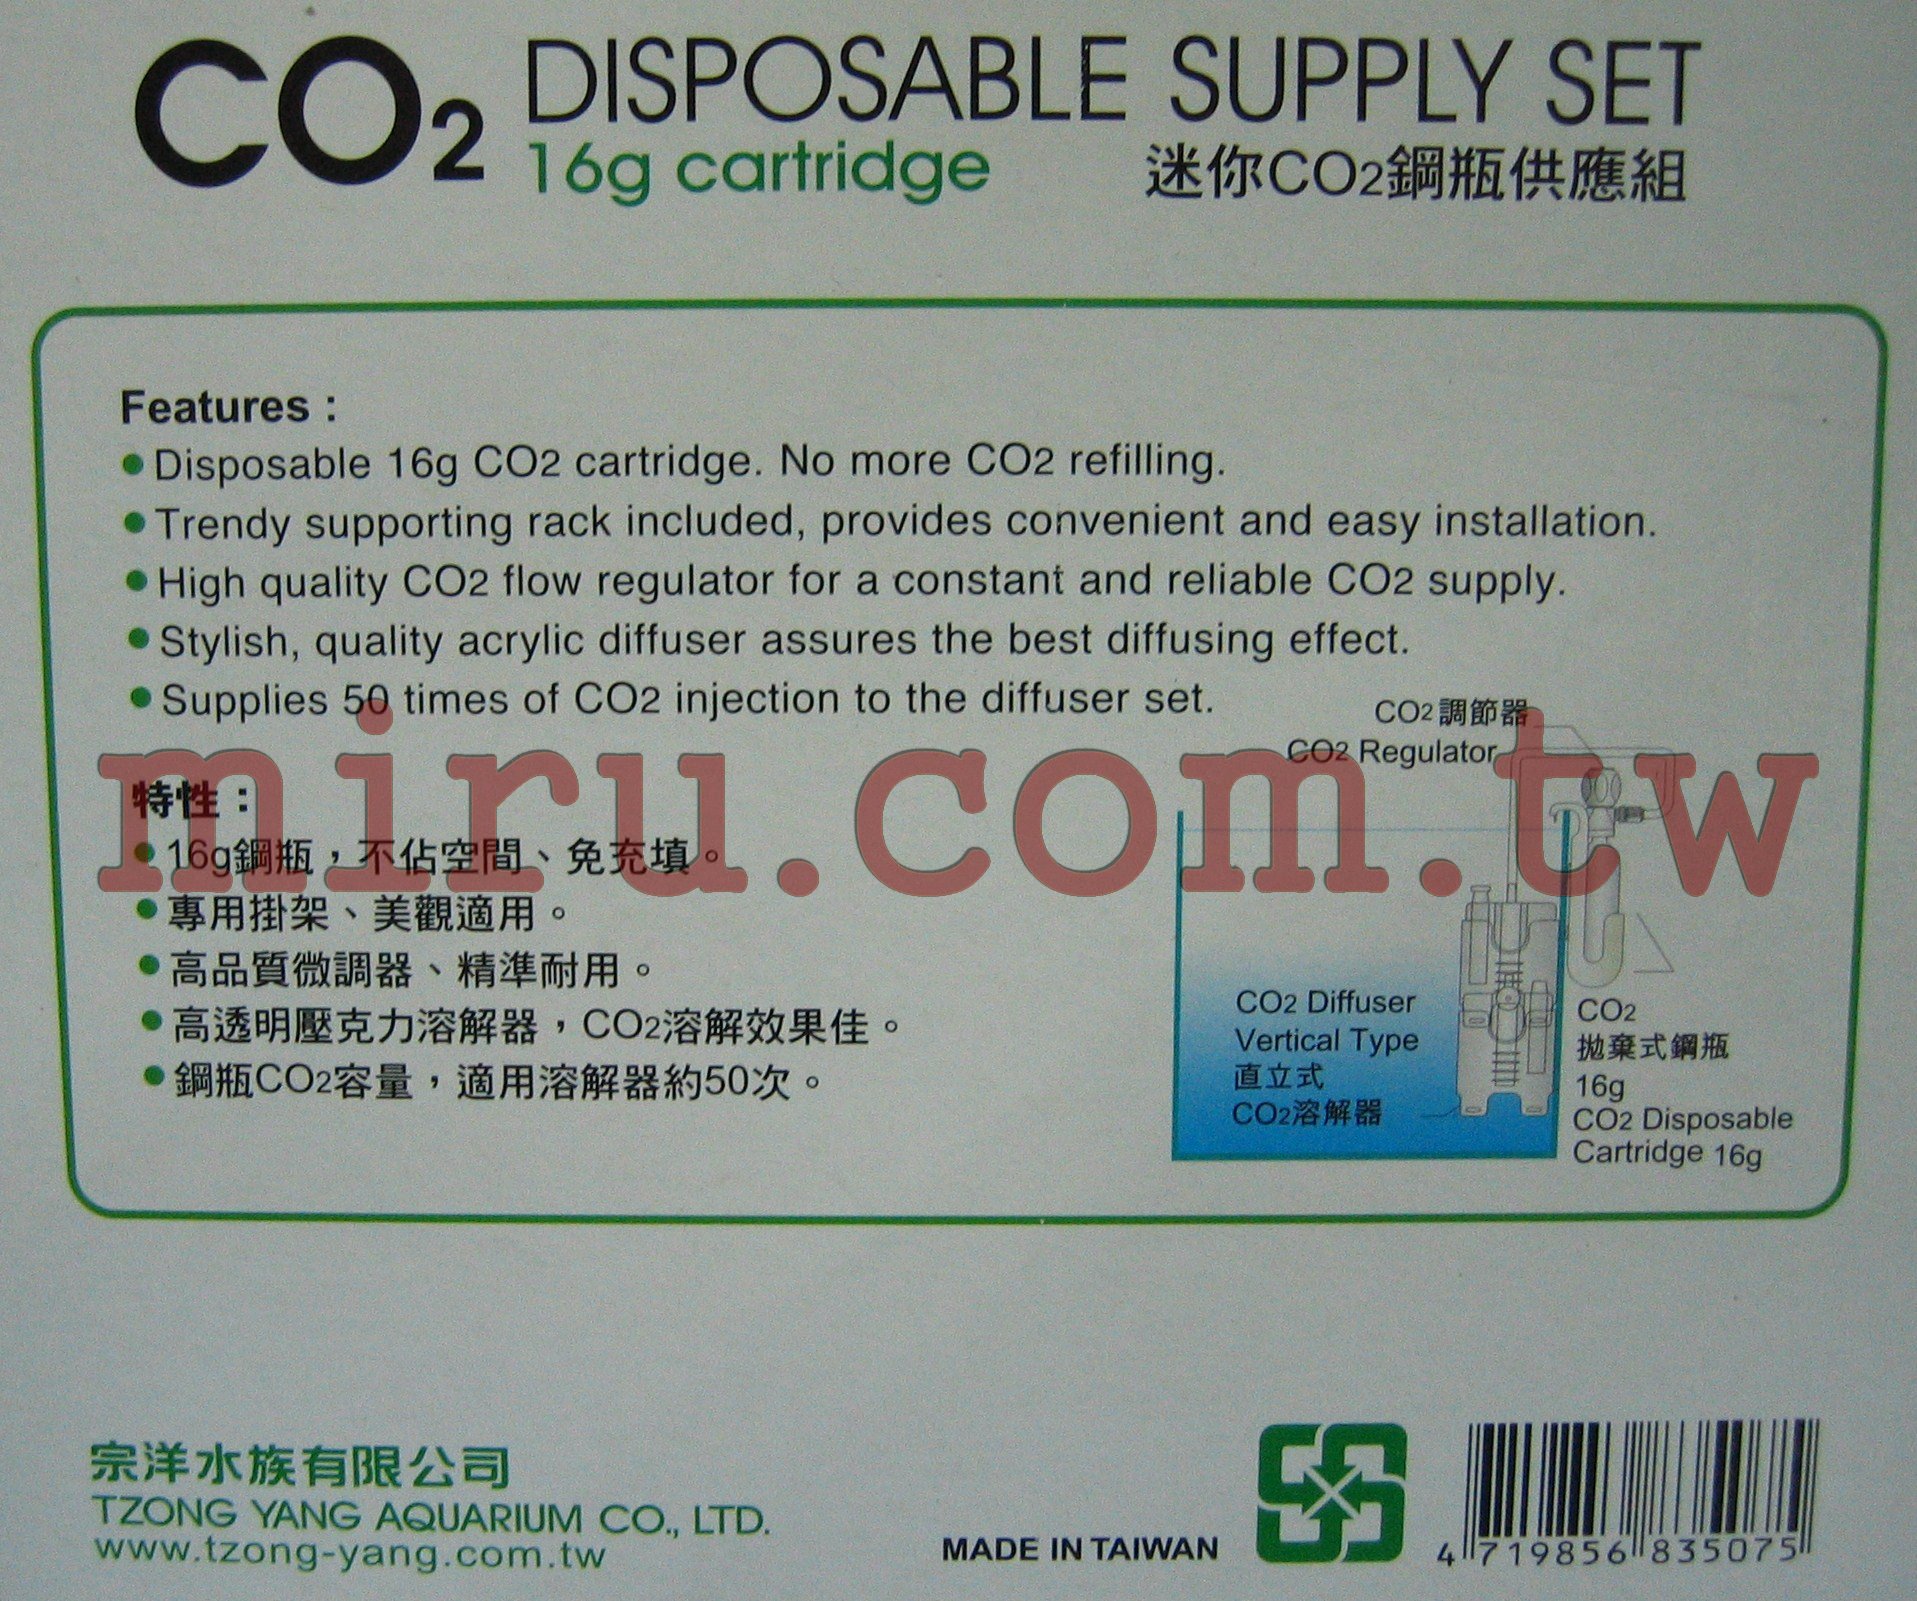 CO2 DISPOSABLE SUPPLY SET
16g cartridge
迷你CO2鋼瓶供應組
Features :
●Disposable 16g CO2 cartridge. No more CO2 refilling.
●Trendy supporting rack included, provides convenient and easy installation.
●High quality CO2 flow regulator for a constant and reliable CO2 supply.
●Stylish, quality acrylic diffuser assures the best diffusing effect.
●Supplies 50 times of CO2 injection to the diffuser set.
特性：
●16g鋼瓶，不佔空間、免充填。
●專用掛架、美觀適用。
●高品質微調器、精準耐用。
●高透明壓克力溶解器，CO2溶解效果佳。
●鋼瓶CO2容量，適用溶解器約50次。
CO2調節器
CO2 Regulator
CO2 Diffuser
Vertical Type
直立式
CO2溶解器
CO2
拋棄式鋼瓶
16g
CO2 Disposable
Cartridge 16g
miru.com.tw
宗洋水族有限公司
TZONG YANG AQUARIUM CO., LTD.
www.tzong-yang.com.tw
MADE IN TAIWAN
4 719856 835075